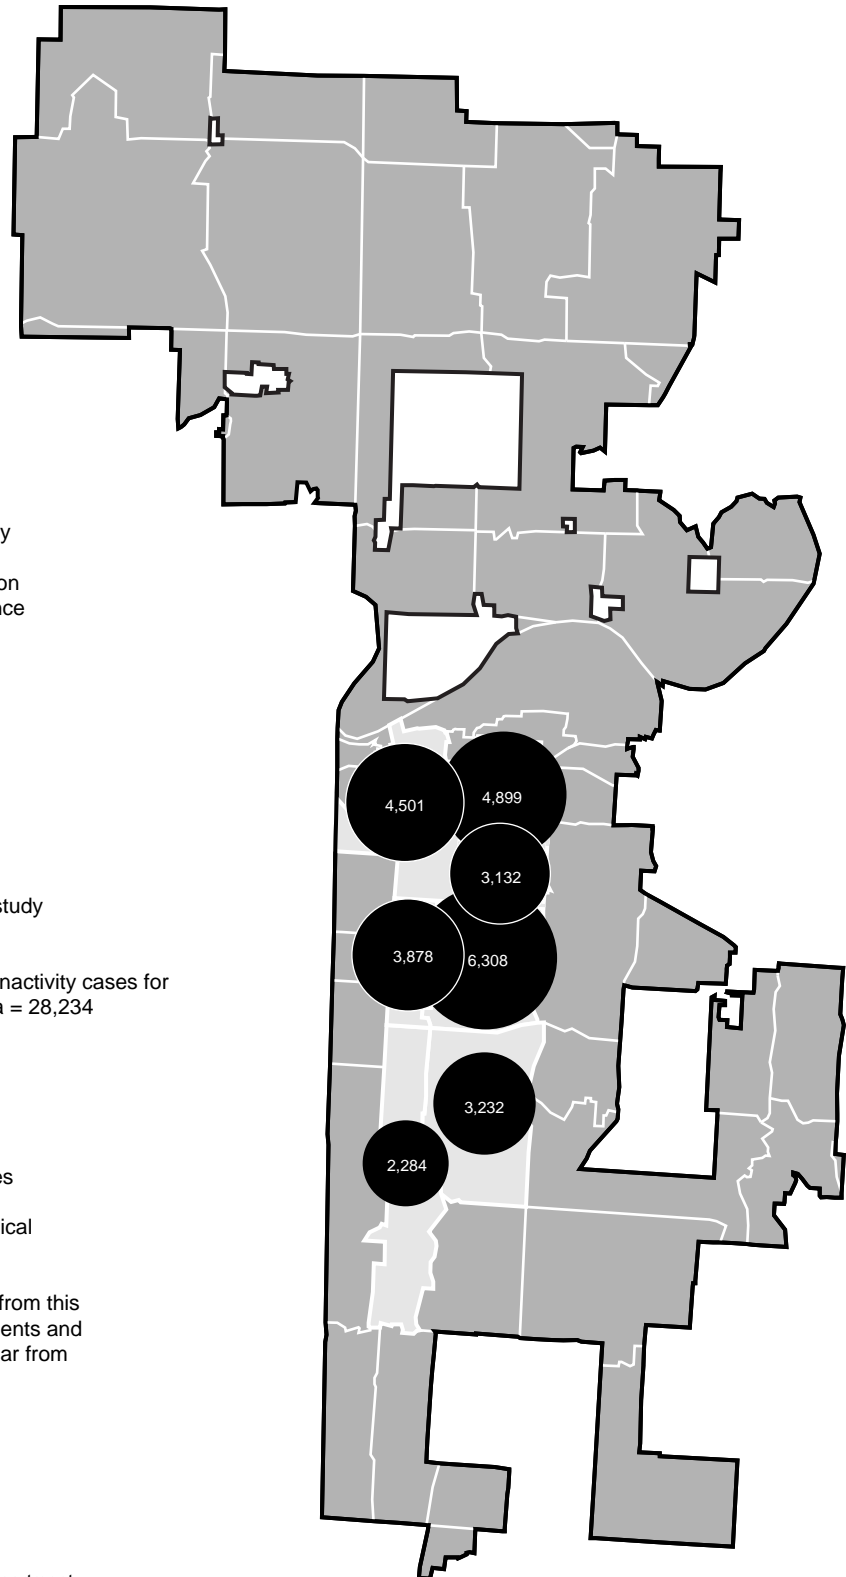 y
on
nce
4,501
4,899
3,132
study
3,878
6,308
nactivity cases for
a = 28,234
3,232
2,284
es
ical
from this
ents and
ar from